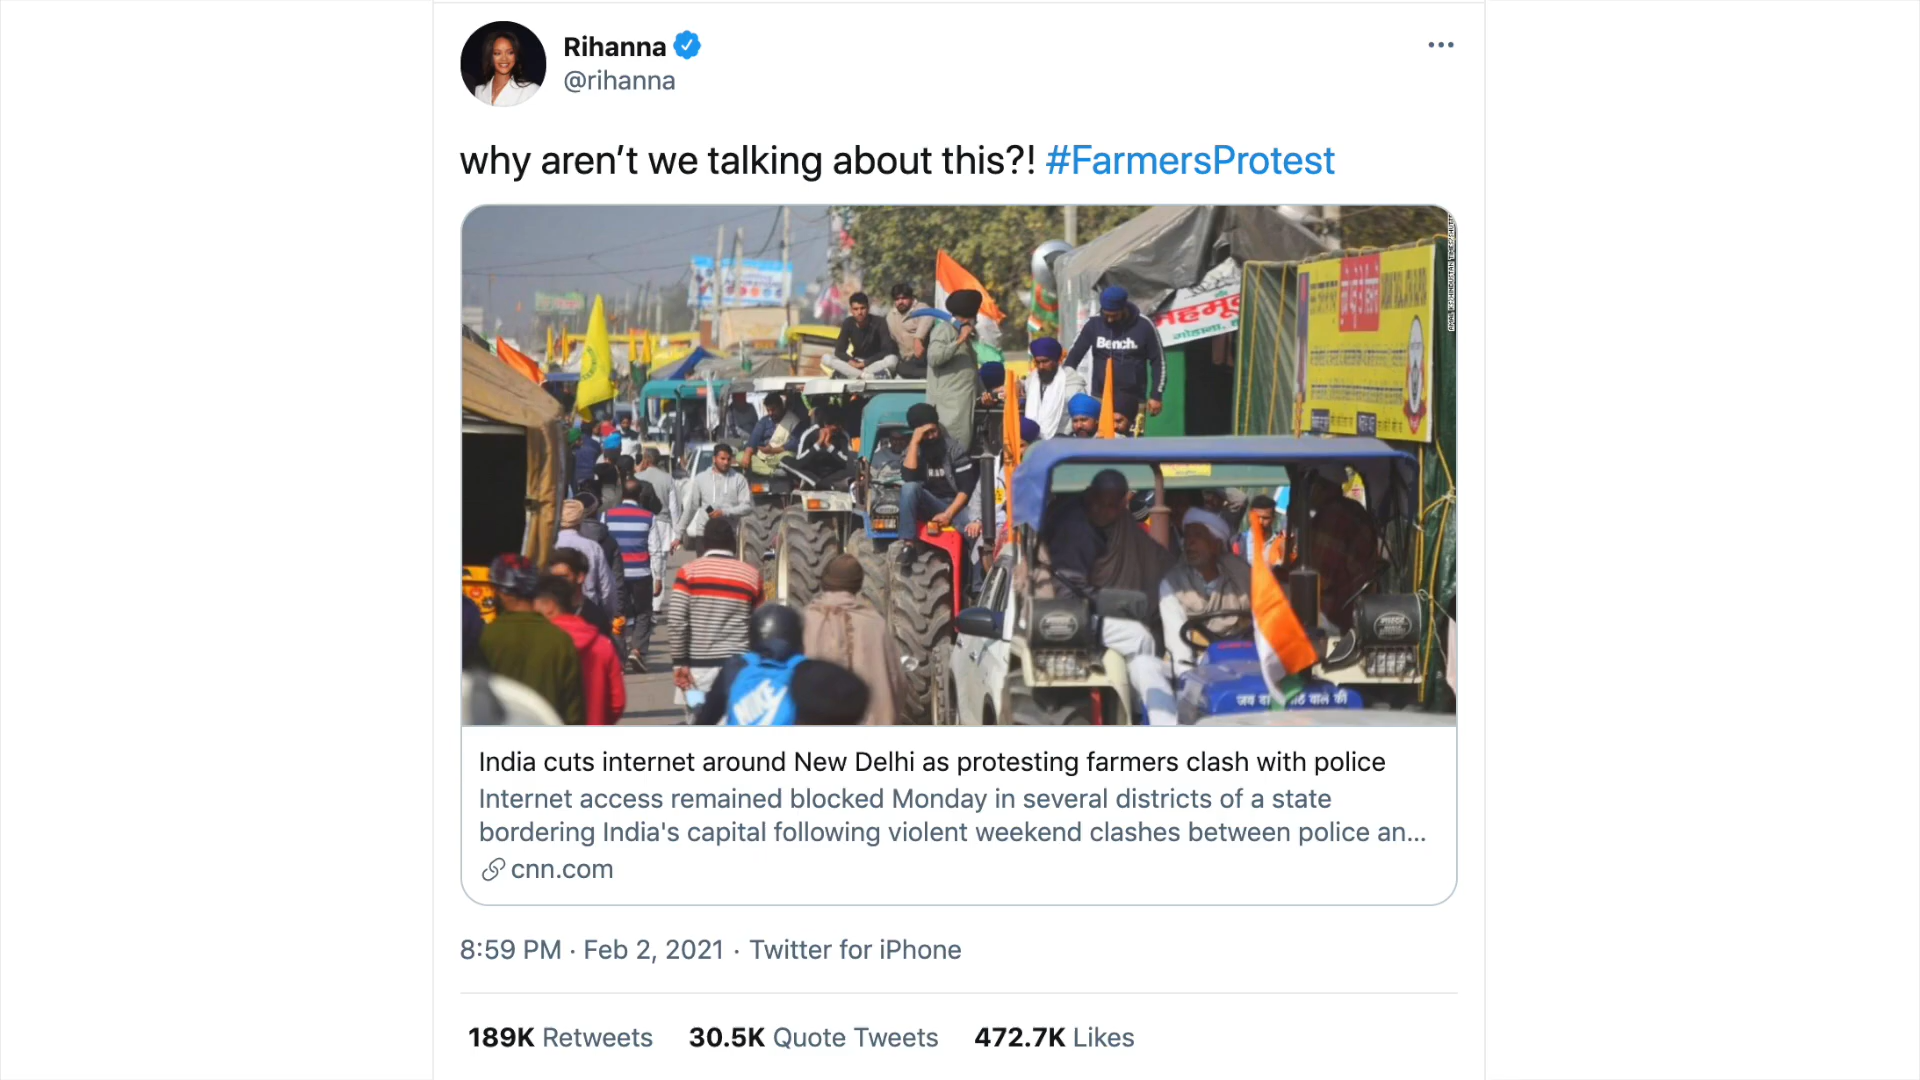 Rihanna
@rihanna
why aren’t we talking about this?! #FarmersProtest
Bench.
NIKE
India cuts internet around New Delhi as protesting farmers clash with police
Internet access remained blocked Monday in several districts of a state
bordering India's capital following violent weekend clashes between police an...
cnn.com
8:59 PM · Feb 2, 2021 · Twitter for iPhone
189K Retweets 30.5K Quote Tweets 472.7K Likes